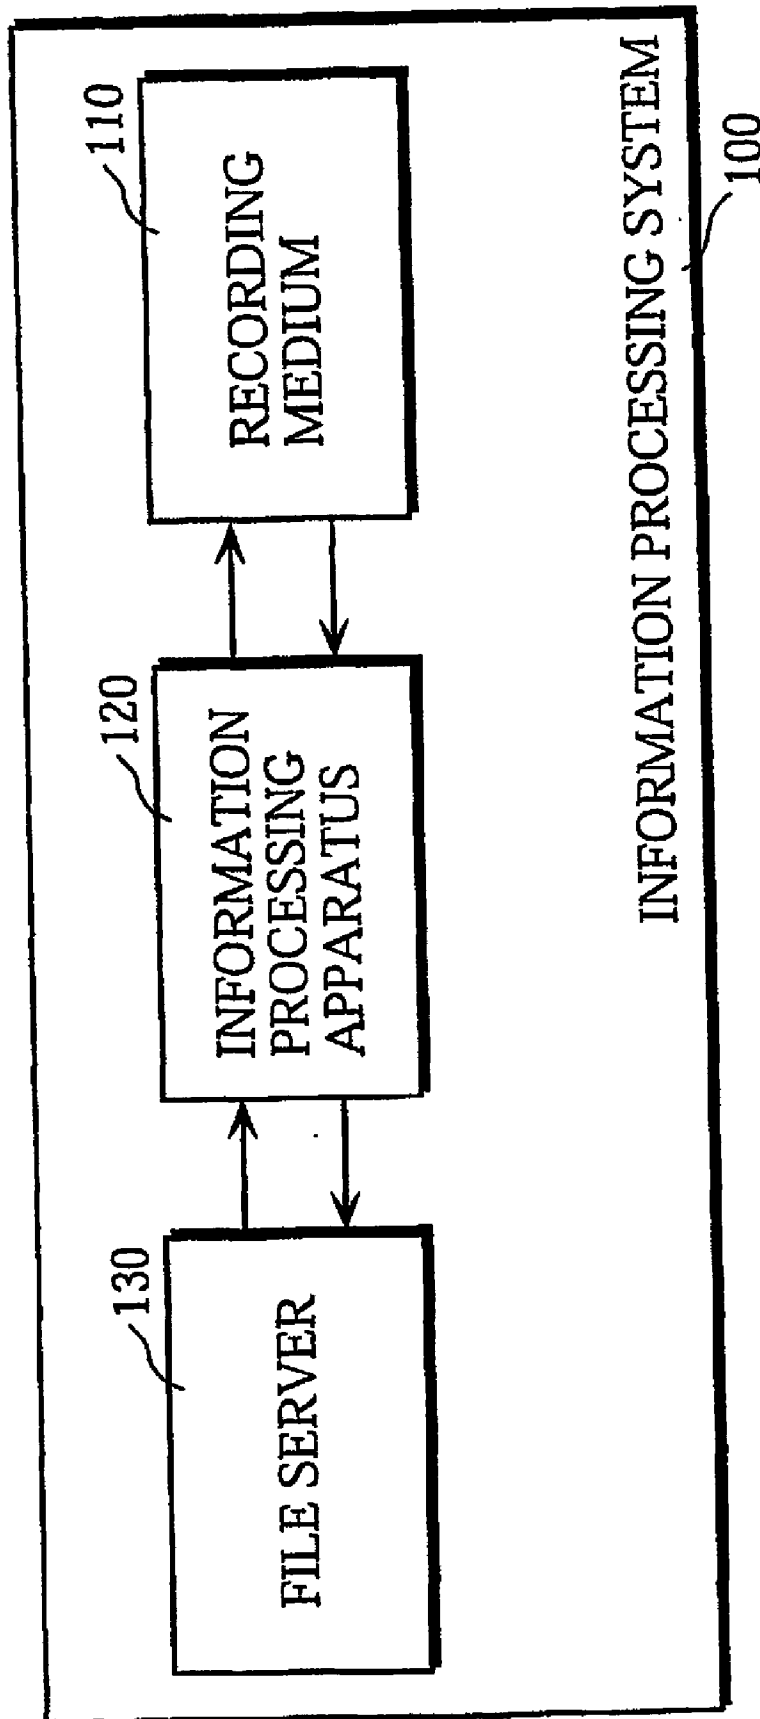 130
FILE SERVER
120
INFORMATION
PROCESSING
APPARATUS
110
RECORDING
MEDIUM
INFORMATION PROCESSING SYSTEM
100